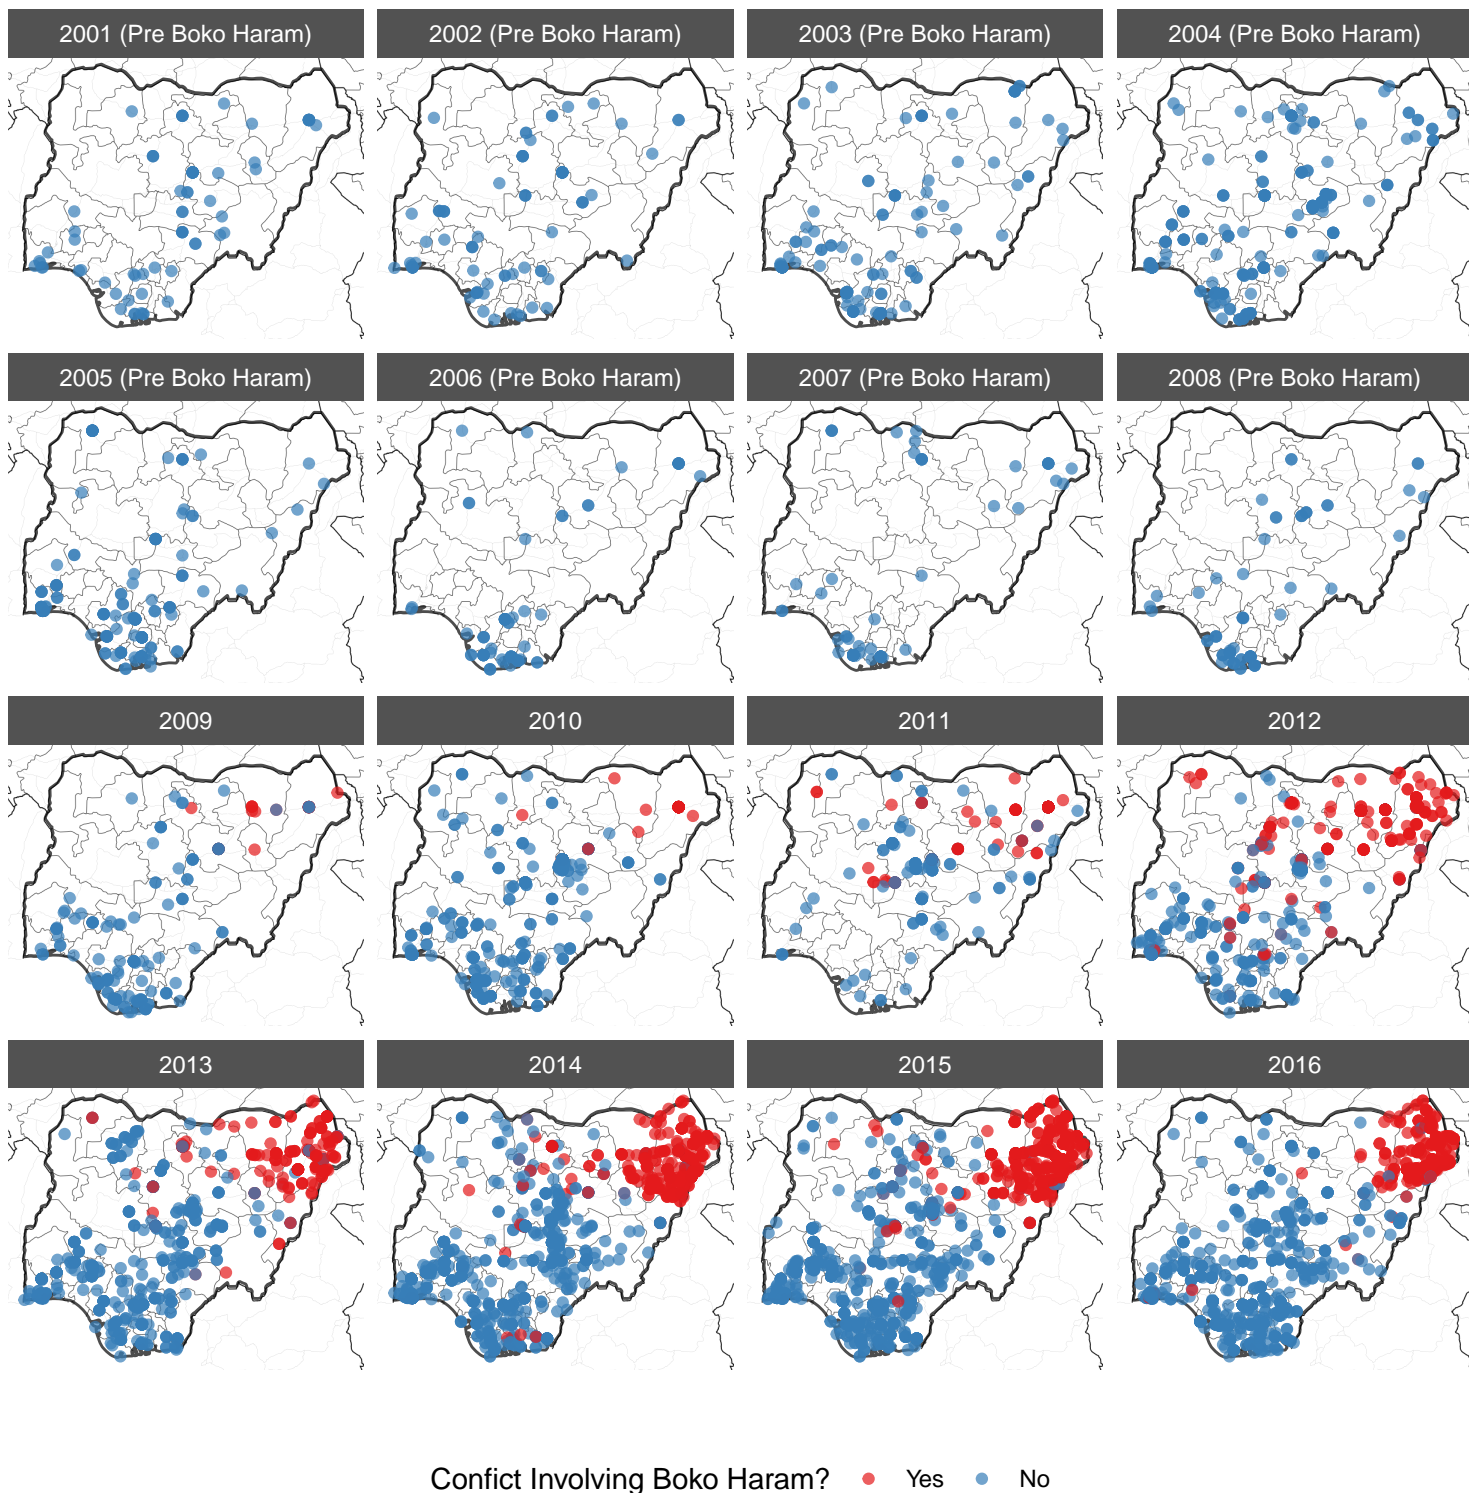 2001 (Pre Boko Haram)
2002 (Pre Boko Haram)
2003 (Pre Boko Haram)
2004 (Pre Boko Haram)
2005 (Pre Boko Haram)
2006 (Pre Boko Haram)
2007 (Pre Boko Haram)
2008 (Pre Boko Haram)
2009
2010
2011
2012
2013
2014
2015
2016
Confict Involving Boko Haram? Yes No